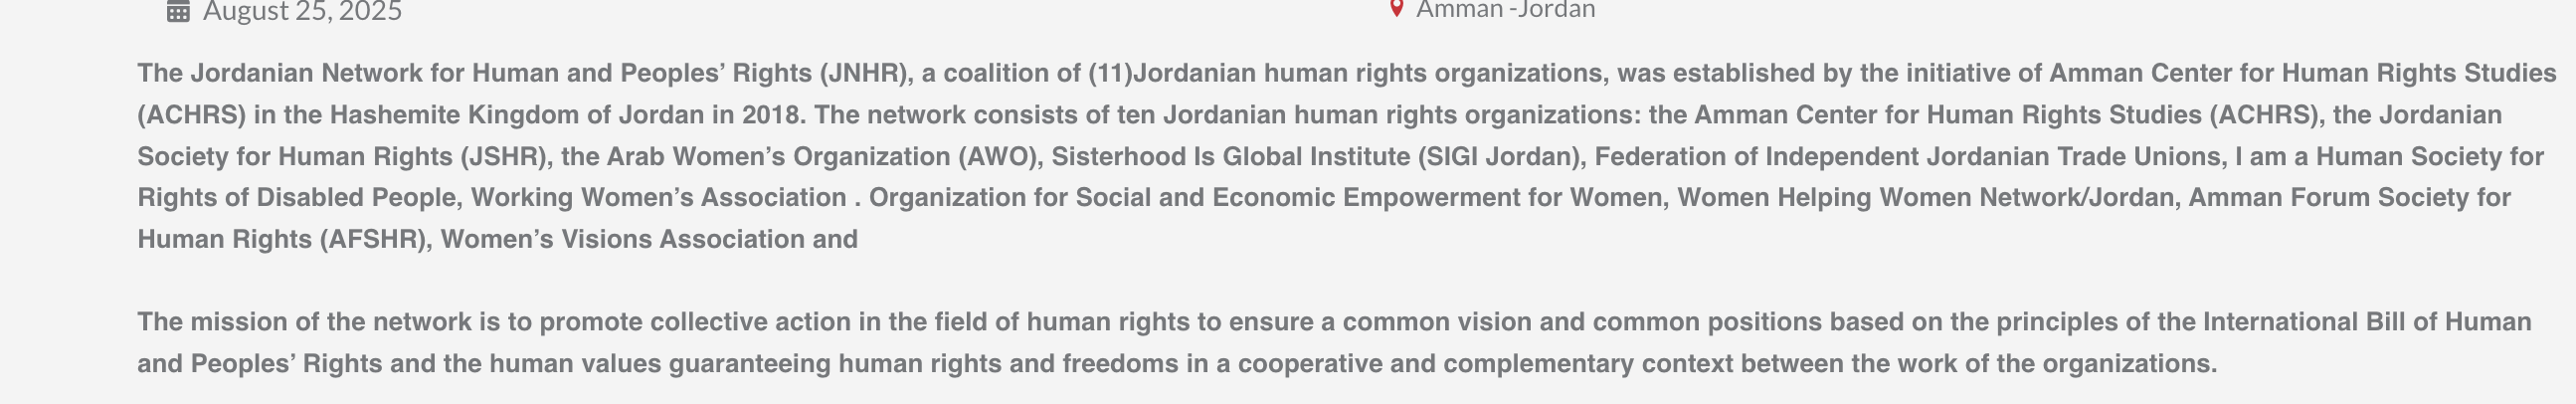 August 25, 2025
Amman -Jordan
The Jordanian Network for Human and Peoples’ Rights (JNHR), a coalition of (11)Jordanian human rights organizations, was established by the initiative of Amman Center for Human Rights Studies
(ACHRS) in the Hashemite Kingdom of Jordan in 2018. The network consists of ten Jordanian human rights organizations: the Amman Center for Human Rights Studies (ACHRS), the Jordanian
Society for Human Rights (JSHR), the Arab Women’s Organization (AWO), Sisterhood Is Global Institute (SIGI Jordan), Federation of Independent Jordanian Trade Unions, I am a Human Society for
Rights of Disabled People, Working Women’s Association . Organization for Social and Economic Empowerment for Women, Women Helping Women Network/Jordan, Amman Forum Society for
Human Rights (AFSHR), Women’s Visions Association and
The mission of the network is to promote collective action in the field of human rights to ensure a common vision and common positions based on the principles of the International Bill of Human
and Peoples’ Rights and the human values guaranteeing human rights and freedoms in a cooperative and complementary context between the work of the organizations.